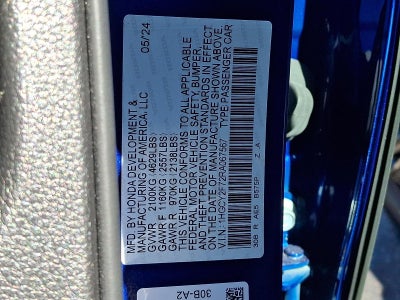 MFD. BY HONDA DEVELOPMENT & 05/24
MANUFACTURING OF AMERICA, LLC
GVWR 2100KG(4629LBS)
GAWR F 1160KG(2557LBS)
GAWR R 970KG(2138LBS)
THIS VEHICLE CONFORMS TO ALL APPLICABLE
FEDERAL MOTOR VEHICLE SAFETY, BUMPER,
AND THEFT PREVENTION STANDARDS IN EFFECT
ON THE DATE OF MANUFACTURE SHOWN ABOVE.
V.I.N.: TYPE:PASSENGER CAR
30B-A2